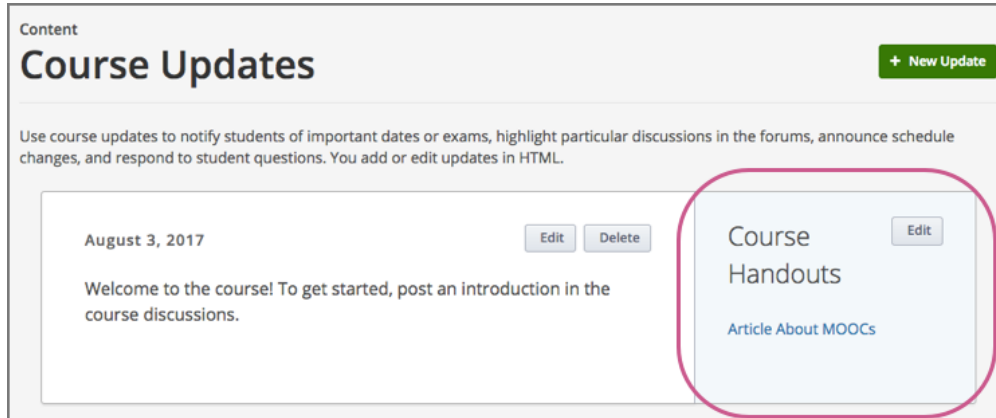 Content
Course Updates
+ New Update
Use course updates to notify students of important dates or exams, highlight particular discussions in the forums, announce schedule
changes, and respond to student questions. You add or edit updates in HTML.
August 3, 2017
Edit
Delete
Welcome to the course! To get started, post an introduction in the
course discussions.
Course
Handouts
Edit
Article About MOOCs